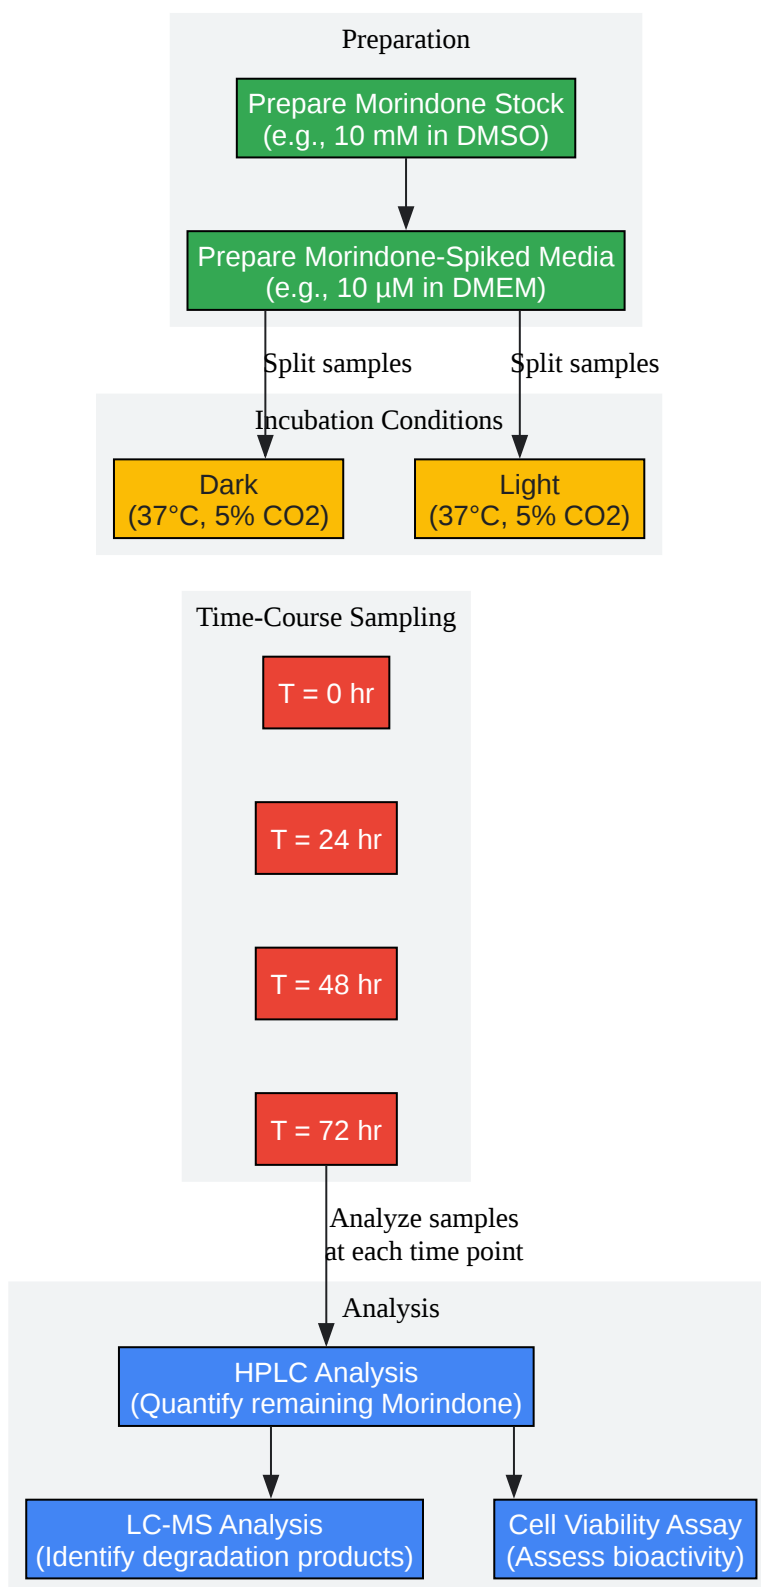 Preparation
Prepare Morindone Stock
(e.g., 10 mM in DMSO)
Prepare Morindone-Spiked Media
(e.g., 10 µM in DMEM)
Split samples
Split samples
Incubation Conditions
Dark
(37°C, 5% CO2)
Light
(37°C, 5% CO2)
Time-Course Sampling
T = 0 hr
T = 24 hr
T = 48 hr
T = 72 hr
Analyze samples
at each time point
Analysis
HPLC Analysis
(Quantify remaining Morindone)
LC-MS Analysis
(Identify degradation products)
Cell Viability Assay
(Assess bioactivity)